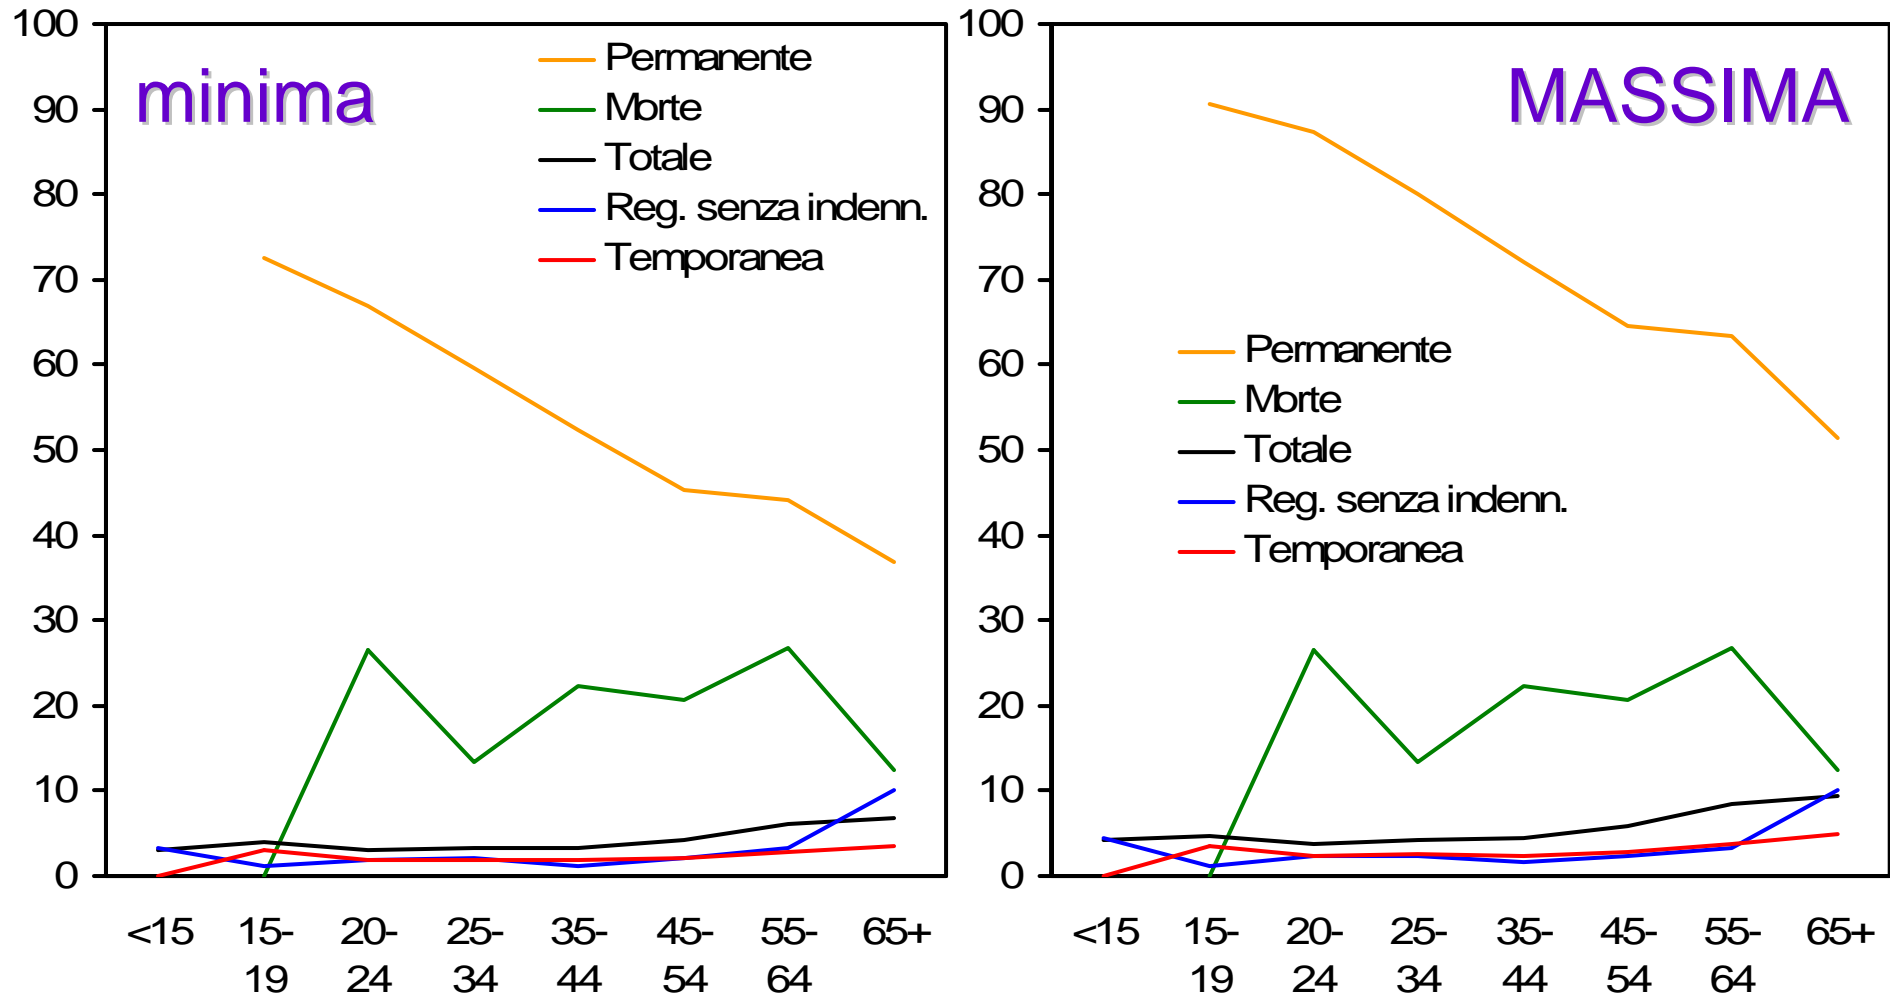 minima
Permanente
Morte
Totale
Reg. senza indenn.
Temporanea
100
90
80
70
60
50
40
30
20
10
0
<15 15-19 20-24 25-34 35-44 45-54 55-64 65+
MASSIMA
Permanente
Morte
Totale
Reg. senza indenn.
Temporanea
100
90
80
70
60
50
40
30
20
10
0
<15 15-19 20-24 25-34 35-44 45-54 55-64 65+